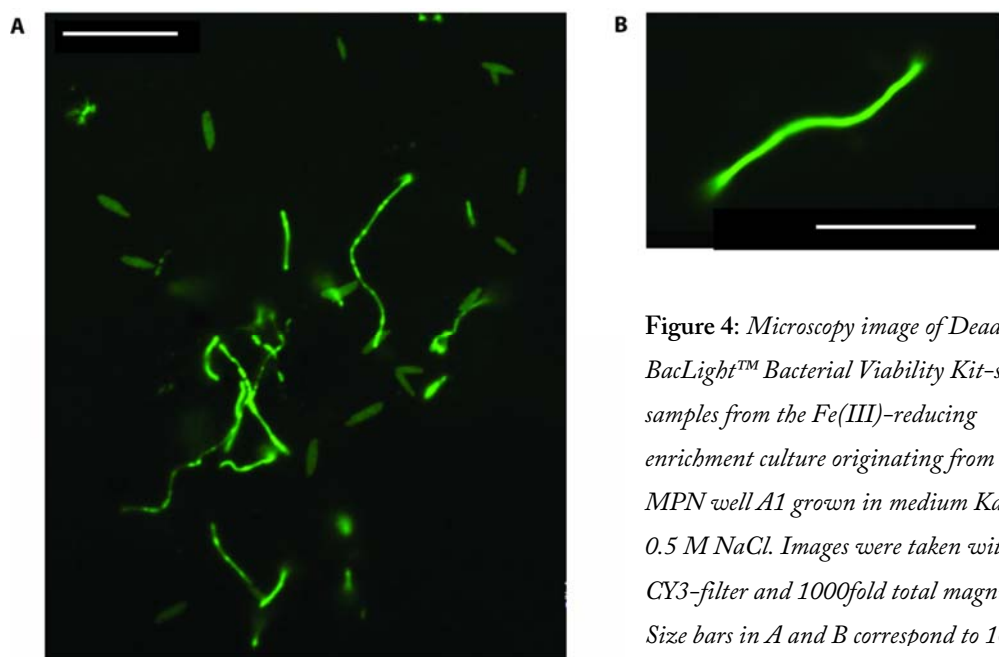 A
B
Figure 4: Microscopy image of Dead
BacLight™ Bacterial Viability Kit-s
samples from the Fe(III)-reducing
enrichment culture originating from
MPN well A1 grown in medium Ka
0.5 M NaCl. Images were taken wit
CY3-filter and 1000fold total magn
Size bars in A and B correspond to 1